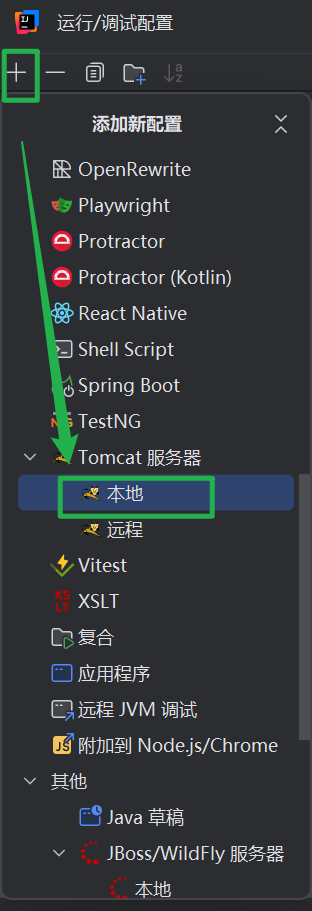 运行/调试配置
添加新配置
OpenRewrite
Playwright
Protractor
Protractor (Kotlin)
React Native
Shell Script
Spring Boot
TestNG
Tomcat 服务器
本地
远程
Vitest
XSLT
复合
应用程序
远程 JVM 调试
附加到 Node.js/Chrome
其他
Java 草稿
JBoss/WildFly 服务器
本地